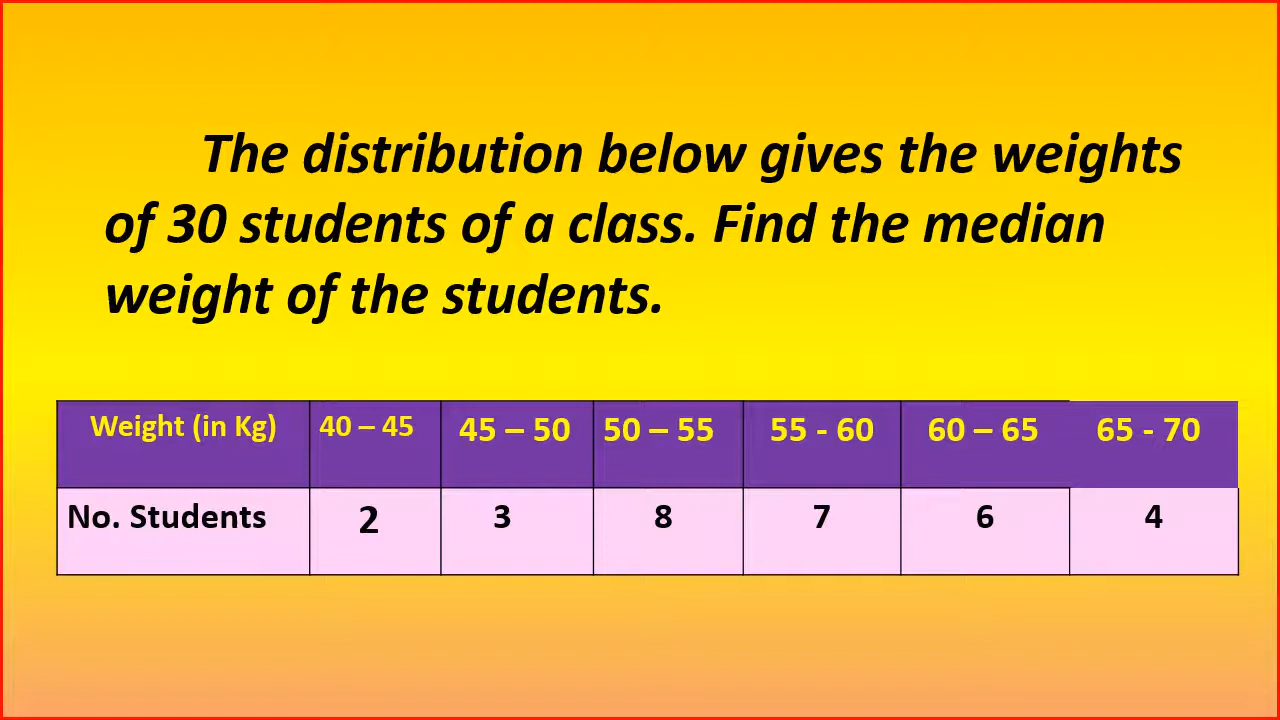 The distribution below gives the weights
of 30 students of a class. Find the median
weight of the students.
Weight (in Kg) 40 – 45 45 – 50 50 – 55 55 - 60 60 – 65 65 - 70
No. Students 2 3 8 7 6 4